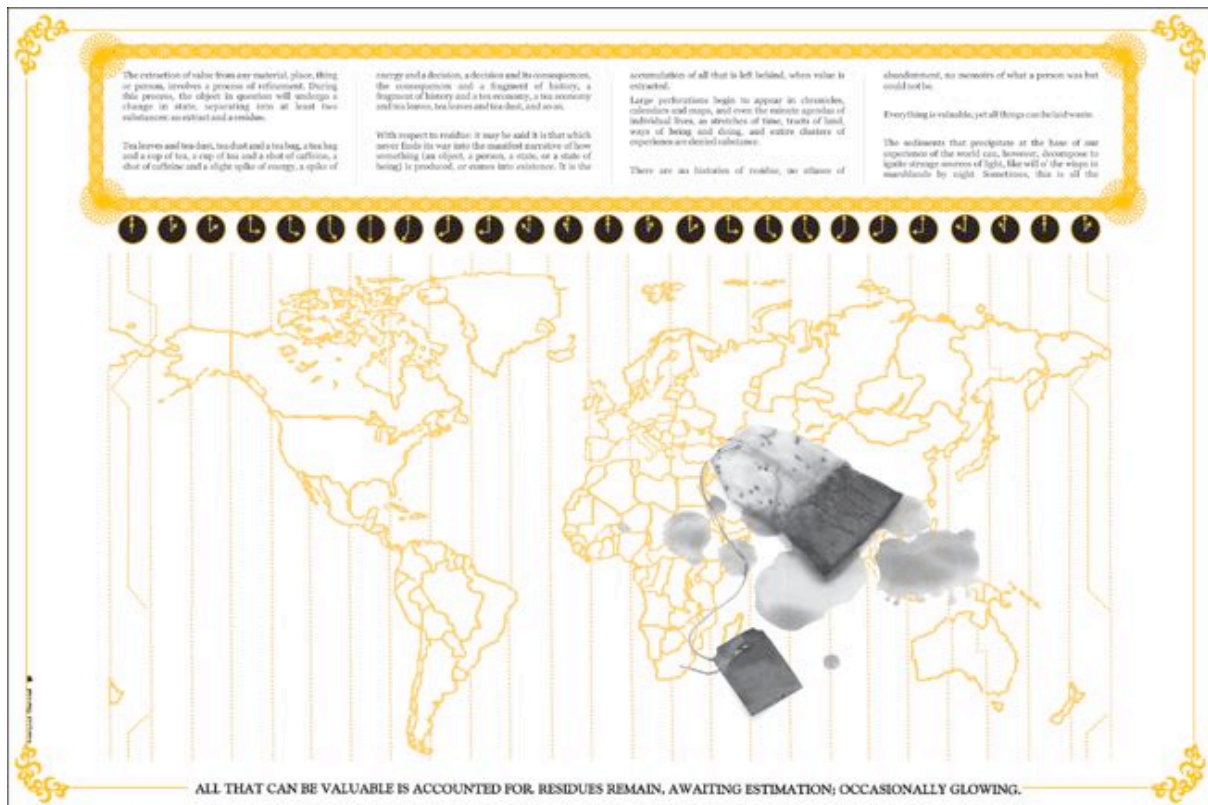 The extraction of value from any material, place, thing
or person, involves a process of refinement. During
this process, the object in question will undergo a
change in state, separating into at least two
substances: an extract and a residue.
Tea leaves and tea dust, tea dust and a tea bag, a tea bag
and a cup of tea, a cup of tea and a shot of caffeine, a
shot of caffeine and a slight spike of energy, a spike of
energy and a decision, a decision and its consequences,
the consequences and a fragment of history, a
fragment of history and a tea economy, a tea economy
and tea leaves, tea leaves and tea dust, and so on.
With respect to residue: it may be said it is that which
never finds its way into the manifest narrative of how
something (an object, a person, a state, or a state of
being) is produced, or comes into existence. It is the
accumulation of all that is left behind, when value is
extracted.
Large perforations begin to appear in chronicles,
calendars and maps, and even the minute agendas of
individual lives, as stretches of time, tracts of land,
ways of being and doing, and entire clusters of
experience are denied substance.
There are no histories of residue, no atlases of
abandonment, no memoirs of what a person was but
could not be.
Everything is valuable, yet all things can be laid waste.
The sediments that precipitate at the base of our
experience of the world can, however, decompose to
ignite strange sources of light, like will o' the wisps in
marshlands by night. Sometimes, this is all the
ALL THAT CAN BE VALUABLE IS ACCOUNTED FOR. RESIDUES REMAIN, AWAITING ESTIMATION; OCCASIONALLY GLOWING.